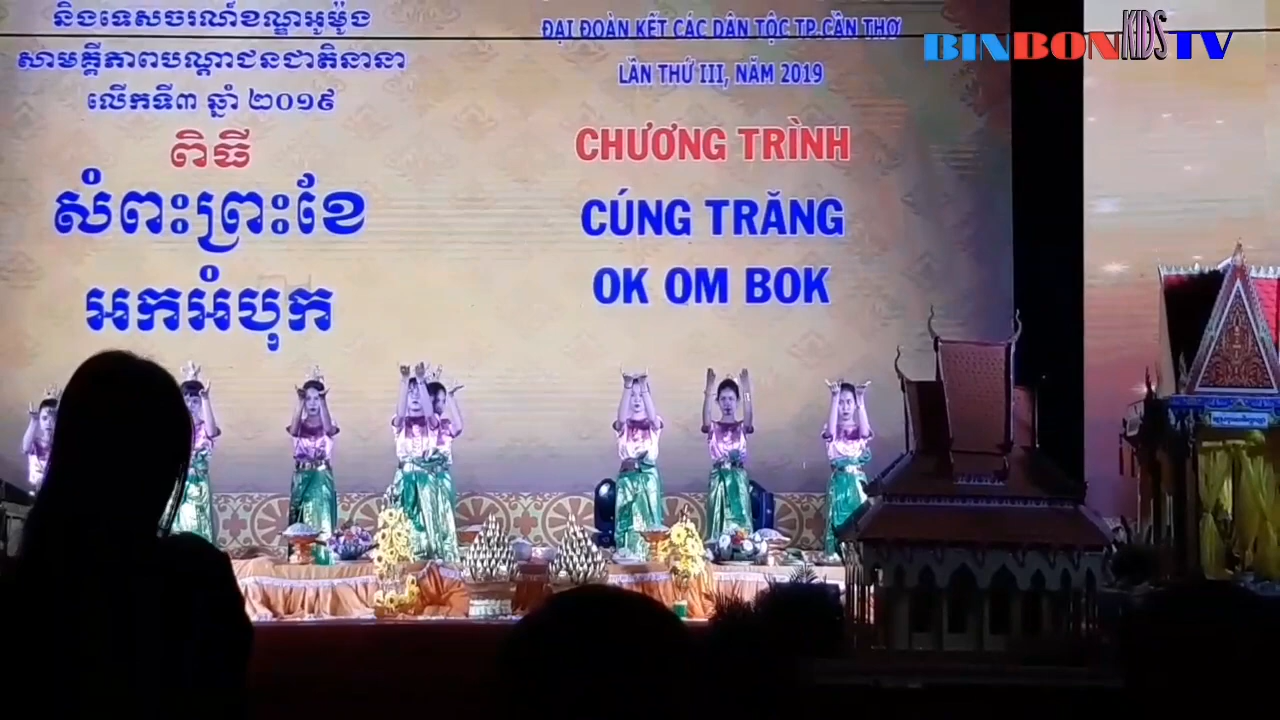 និងទេសចរណ៍ខណ្ឌអូម៉ូង
សាមគ្គីភាពបណ្តាជនជាតិនានា
លើកទី៣ ឆ្នាំ ២០១៩
ពិធី
សំពះព្រះខែ
អកអំបុក
ĐẠI ĐOÀN KẾT CÁC DÂN TỘC TP.CẦN THƠ
LẦN THỨ III, NĂM 2019
CHƯƠNG TRÌNH
CÚNG TRĂNG
OK OM BOK
BINBON KIDS TV